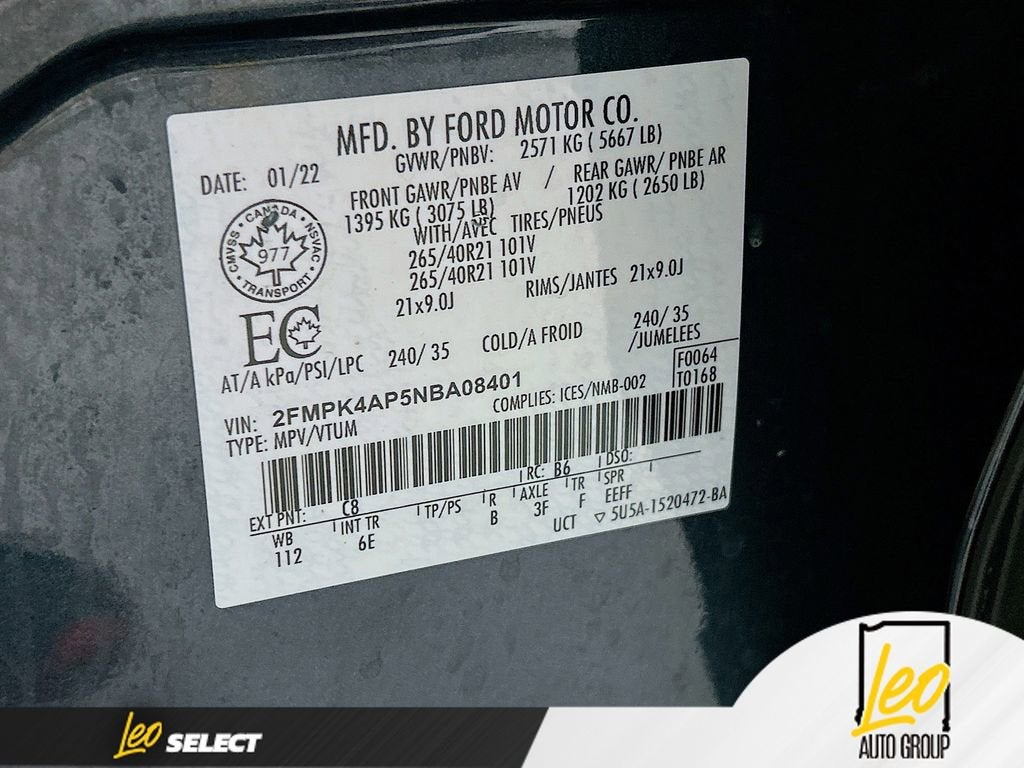 MFD. BY FORD MOTOR CO.
DATE: 01/22
GVWR/PNBV: 2571 KG ( 5667 LB)
FRONT GAWR/PNBE AV / REAR GAWR/ PNBE AR
1395 KG ( 3075 LB) 1202 KG ( 2650 LB)
WITH/AVEC TIRES/PNEUS
265/40R21 101V
265/40R21 101V
21x9.0J RIMS/JANTES 21x9.0J
CANADA
CMVSS
NSVAC
977
TRANSPORT
EC
AT/A kPa/PSI/LPC 240/ 35 COLD/A FROID 240/ 35
/JUMELEES
VIN: 2FMPK4AP5NBA08401
F0064
T0168
TYPE: MPV/VTUM COMPLIES: ICES/NMB-002
EXT PNT: C8 RC: B6 DSO:
WB INT TR TP/PS R AXLE TR SPR
112 6E B 3F F EEFF
UCT ▽ 5U5A-1520472-BA
Leo SELECT
Leo
AUTO GROUP